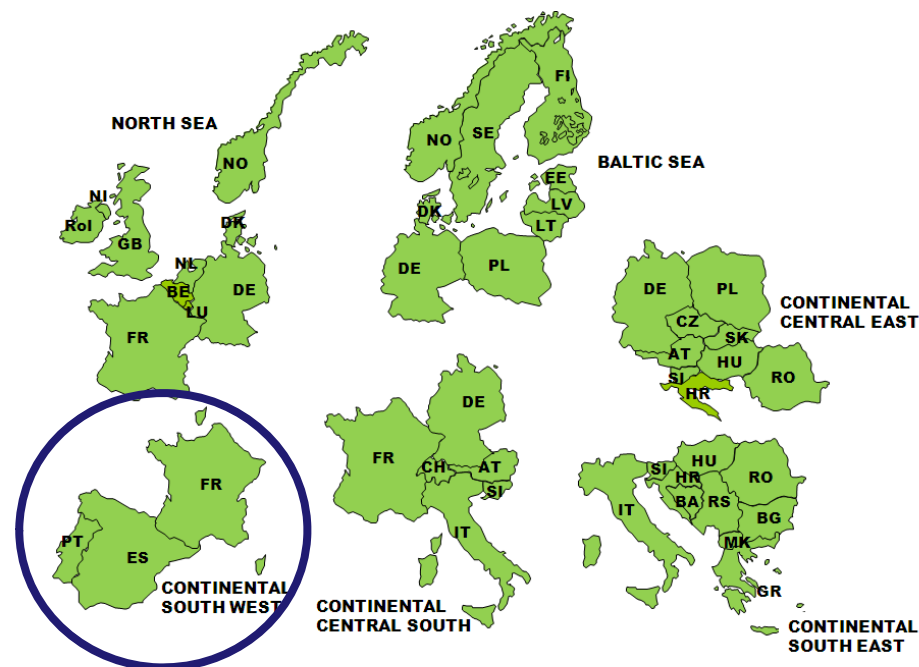 NORTH SEA
NO
NI
RoI
GB
DK
NL
BE
LU
DE
FR
FI
NO
SE
BALTIC SEA
EE
LV
LT
DK
DE
PL
DE
PL
CONTINENTAL
CENTRAL EAST
CZ
SK
AT
HU
SI
HR
RO
FR
PT
ES
CONTINENTAL
SOUTH WEST
DE
FR
CH
AT
SI
IT
CONTINENTAL
CENTRAL SOUTH
IT
SI
HU
HR
RO
BA
RS
BG
MK
GR
CONTINENTAL
SOUTH EAST